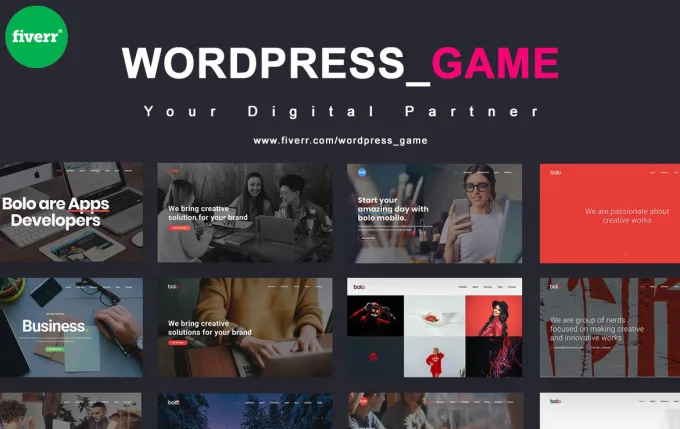 fiverr
WORDPRESS_GAME
Your Digital Partner
www.fiverr.com/wordpress_game
Bolo are Apps
Developers
We bring creative
solution for your brand
Start your
amazing day with
bolo mobile.
bolo
We are passionate about
creative works
Business.
bolo
We bring creative
solutions for your brand
bolo
bolo
We are group of nerds
focused on making creative
and innovative works
bolo
bolo